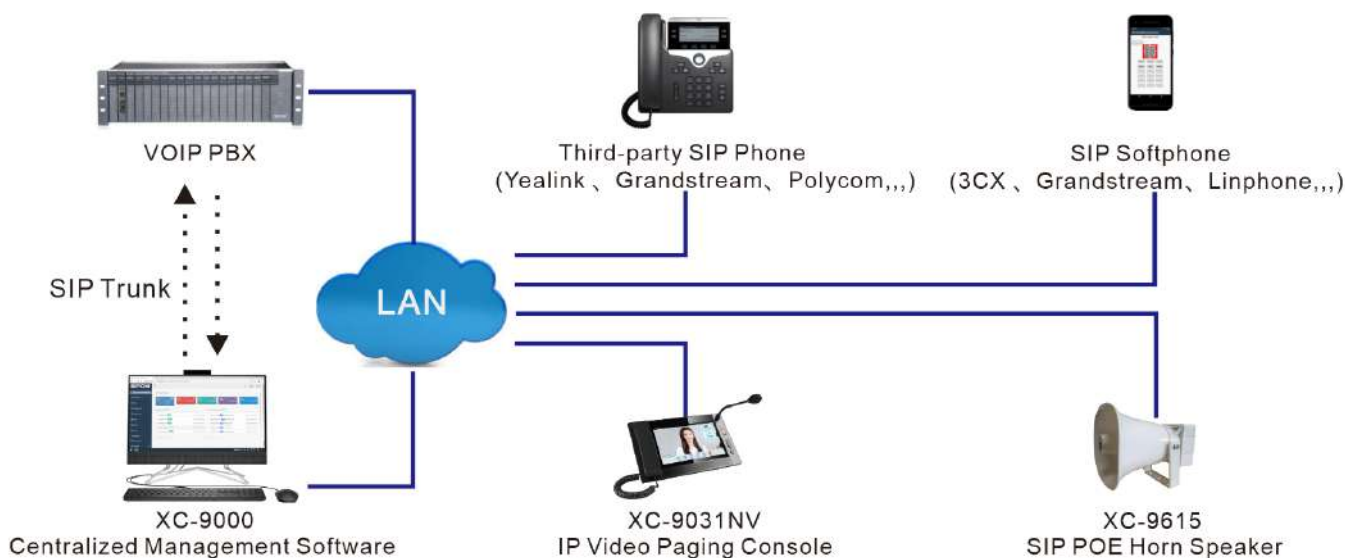 VOIP PBX
Third-party SIP Phone
(Yealink 、Grandstream、Polycom,,,)
SIP Softphone
(3CX 、Grandstream、Linphone,,,)
SIP Trunk
LAN
XC-9000
Centralized Management Software
XC-9031NV
IP Video Paging Console
XC-9615
SIP POE Horn Speaker